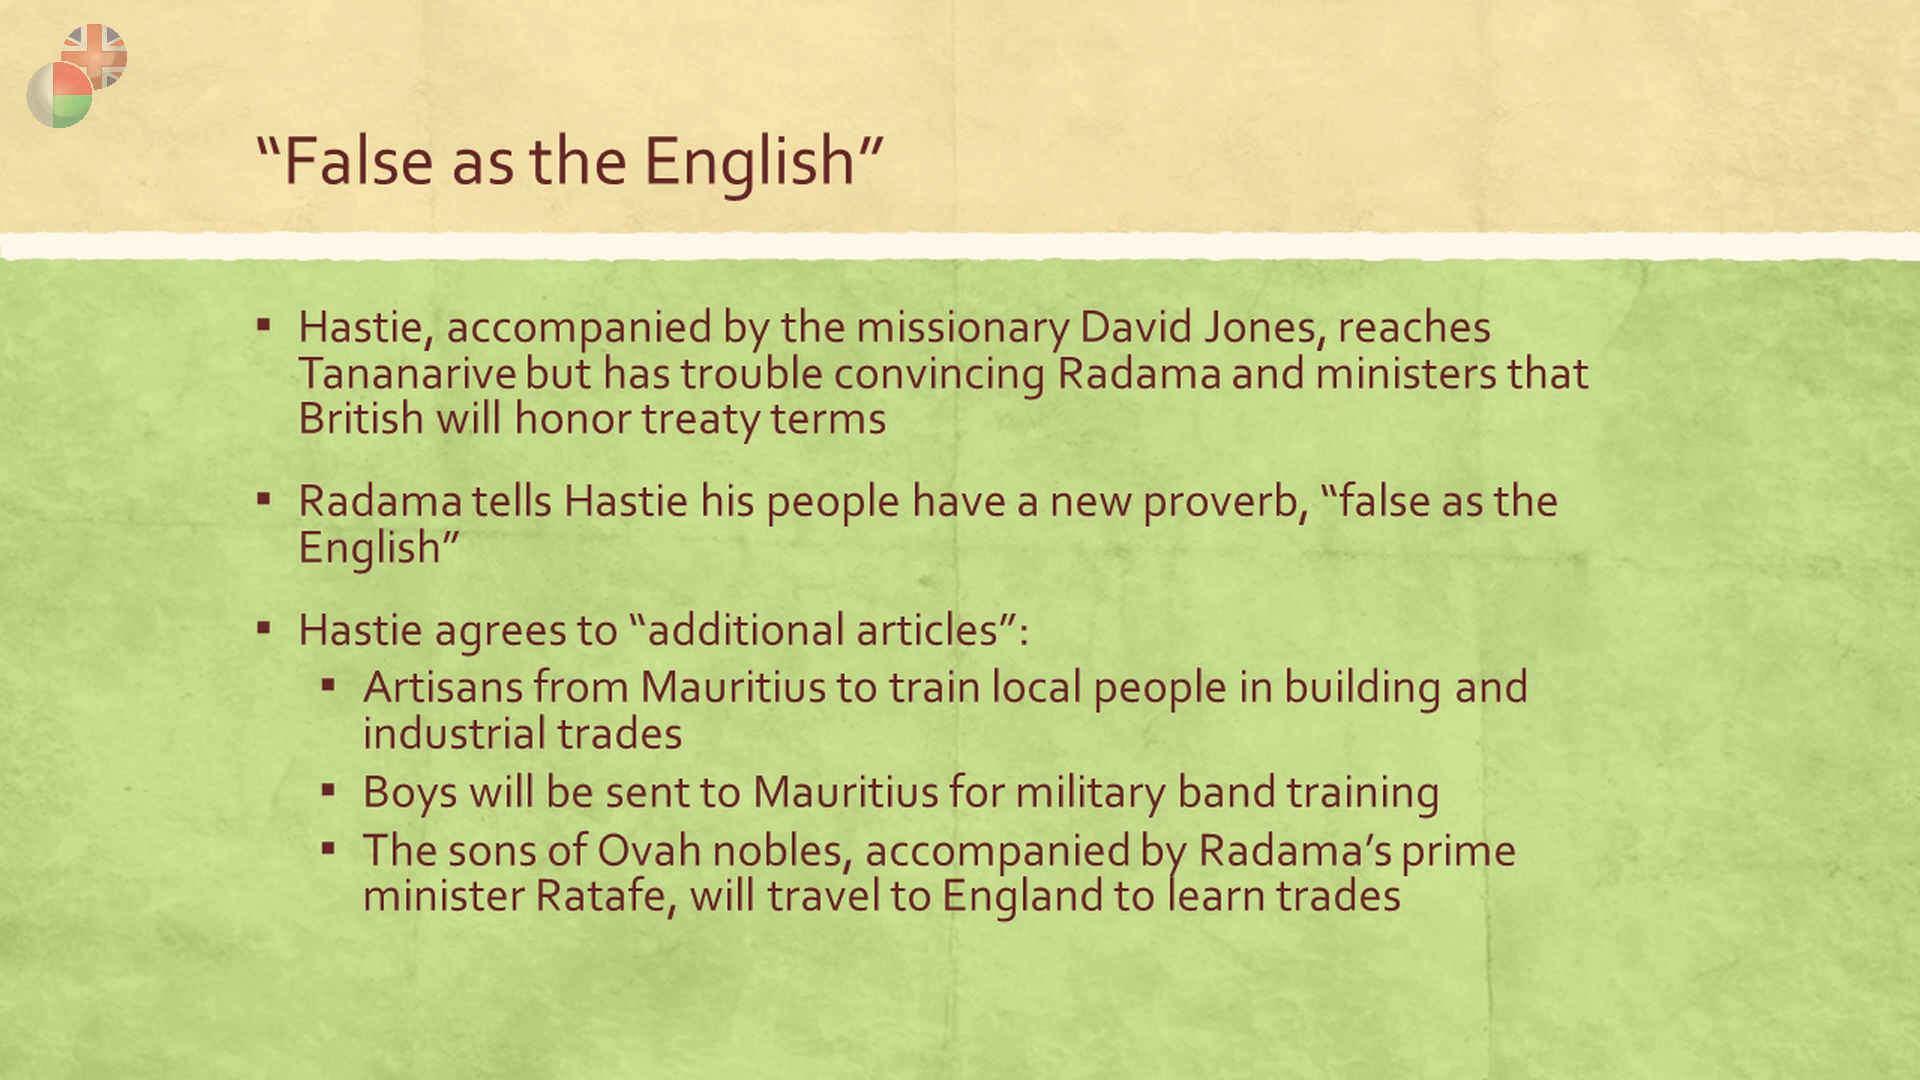 “False as the English”
▪ Hastie, accompanied by the missionary David Jones, reaches
Tananarive but has trouble convincing Radama and ministers that
British will honor treaty terms
▪ Radama tells Hastie his people have a new proverb, “false as the
English”
▪ Hastie agrees to “additional articles”:
▪ Artisans from Mauritius to train local people in building and
industrial trades
▪ Boys will be sent to Mauritius for military band training
▪ The sons of Ovah nobles, accompanied by Radama’s prime
minister Ratafe, will travel to England to learn trades